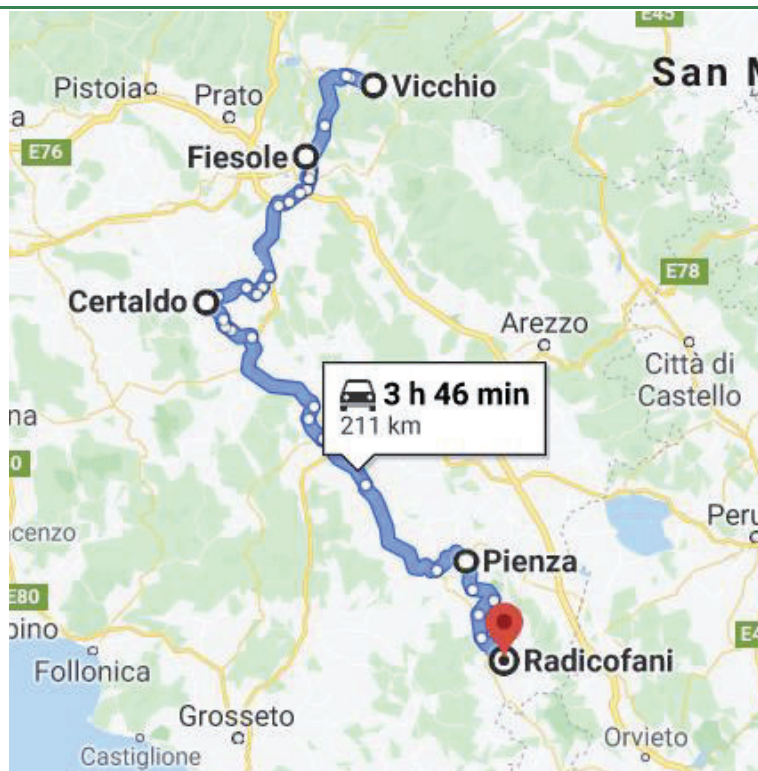 E45
San M
Pistoia
Prato
Vicchio
a
E76
Fiesole
E78
Certaldo
Arezzo
Città di
Castello
3 h 46 min
211 km
na
0
Peru
cenzo
Pienza
E80
E4
bino
Radicofani
Follonica
Grosseto
Orvieto
Castiglione